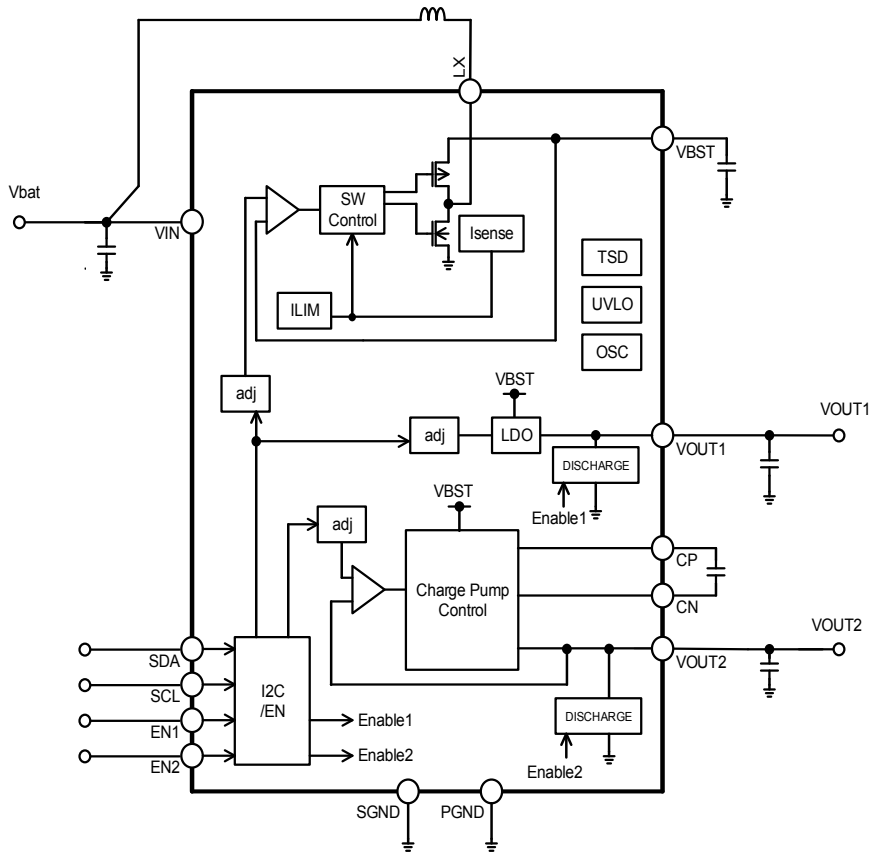 LX
VBST
Vbat
VIN
SW
Control
Isense
TSD
ILIM
UVLO
OSC
adj
VBST
adj
LDO
VOUT1
VOUT1
DISCHARGE
Enable1
VBST
adj
Charge Pump
Control
CP
CN
VOUT2
VOUT2
SDA
SCL
EN1
EN2
I2C
/EN
Enable1
Enable2
DISCHARGE
Enable2
SGND
PGND